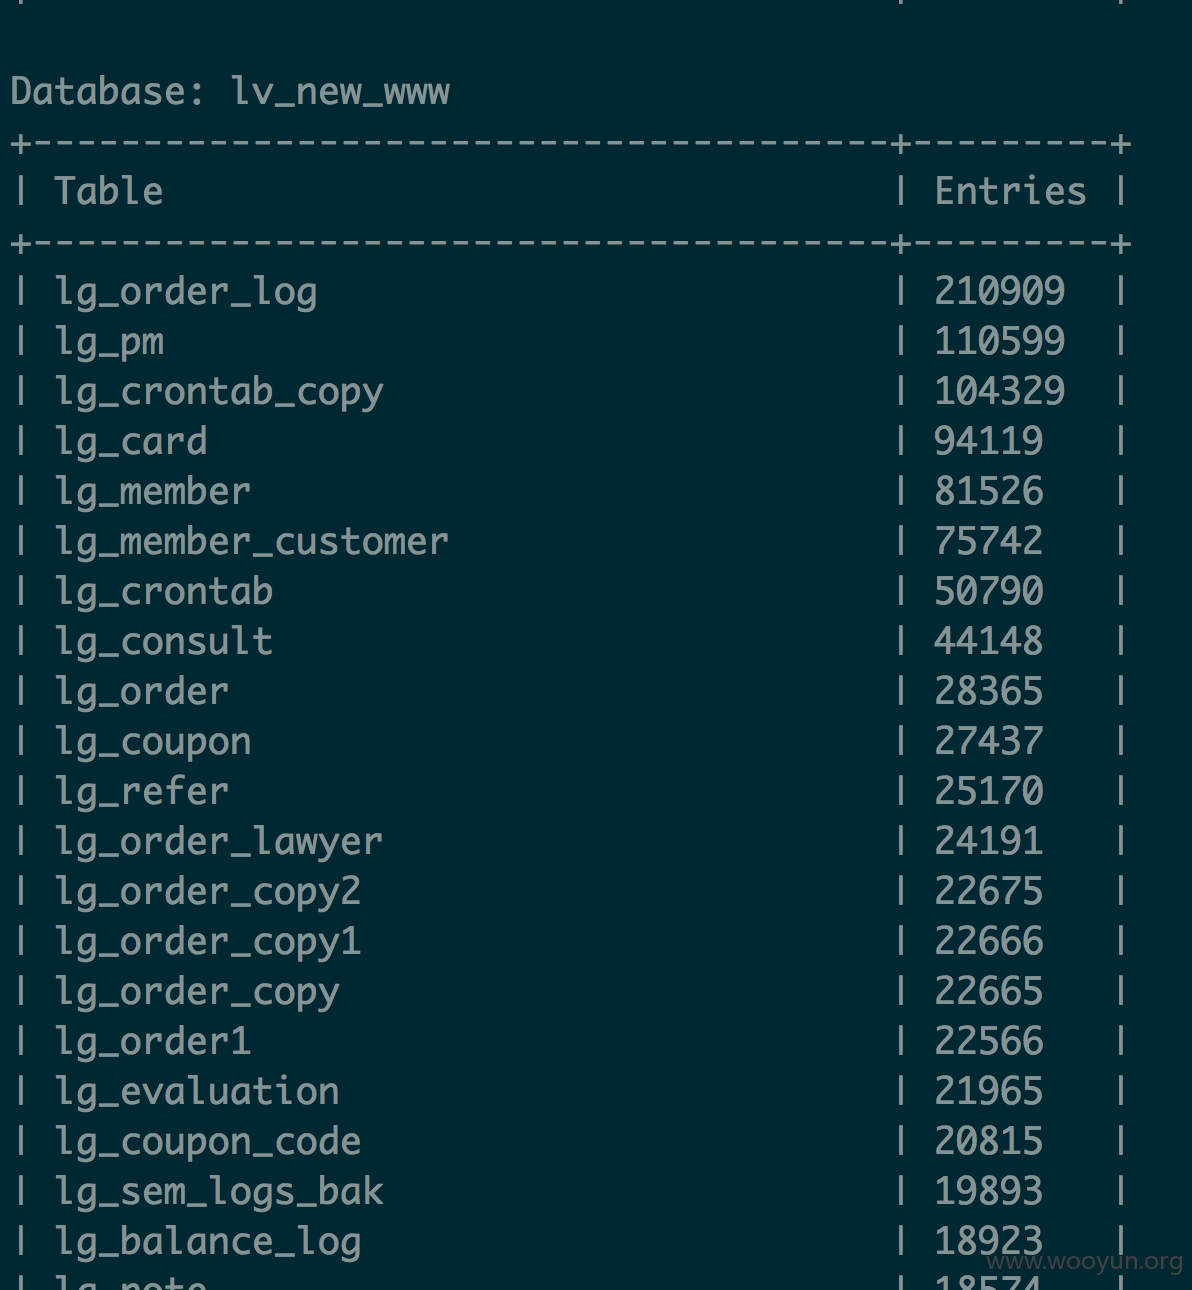 Database: lv_new_www
+---------------------------------------+---------+
| Table | Entries |
+---------------------------------------+---------+
| lg_order_log | 210909 |
| lg_pm | 110599 |
| lg_crontab_copy | 104329 |
| lg_card | 94119 |
| lg_member | 81526 |
| lg_member_customer | 75742 |
| lg_crontab | 50790 |
| lg_consult | 44148 |
| lg_order | 28365 |
| lg_coupon | 27437 |
| lg_refer | 25170 |
| lg_order_lawyer | 24191 |
| lg_order_copy2 | 22675 |
| lg_order_copy1 | 22666 |
| lg_order_copy | 22665 |
| lg_order1 | 22566 |
| lg_evaluation | 21965 |
| lg_coupon_code | 20815 |
| lg_sem_logs_bak | 19893 |
| lg_balance_log | 18923 |
www.wooyun.org